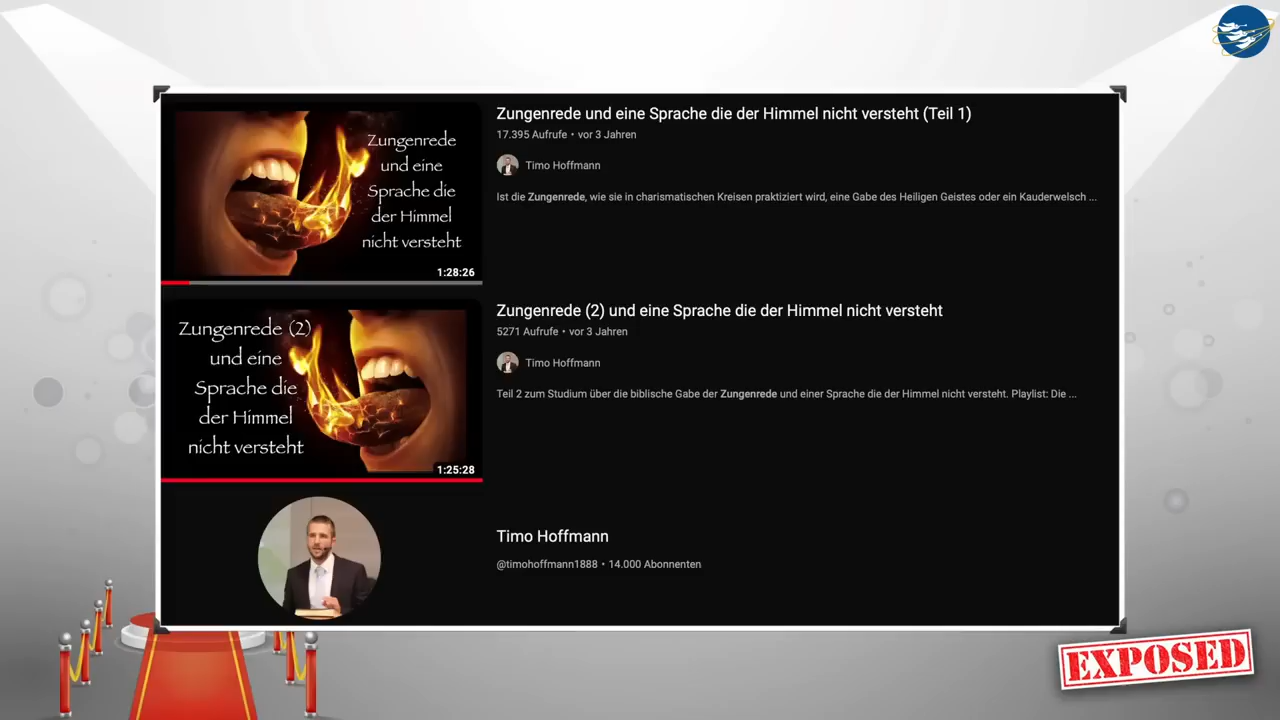 Zungenrede
und eine
Sprache die
der Himmel
nicht versteht
1:28:26
Zungenrede und eine Sprache die der Himmel nicht versteht (Teil 1)
17.395 Aufrufe • vor 3 Jahren
Timo Hoffmann
Ist die Zungenrede, wie sie in charismatischen Kreisen praktiziert wird, eine Gabe des Heiligen Geistes oder ein Kauderwelsch ...
Zungenrede (2)
und eine
Sprache die
der Himmel
nicht versteht
1:25:28
Zungenrede (2) und eine Sprache die der Himmel nicht versteht
5271 Aufrufe • vor 3 Jahren
Timo Hoffmann
Teil 2 zum Studium über die biblische Gabe der Zungenrede und einer Sprache die der Himmel nicht versteht. Playlist: Die ...
Timo Hoffmann
@timohoffmann1888 • 14.000 Abonnenten
EXPOSED